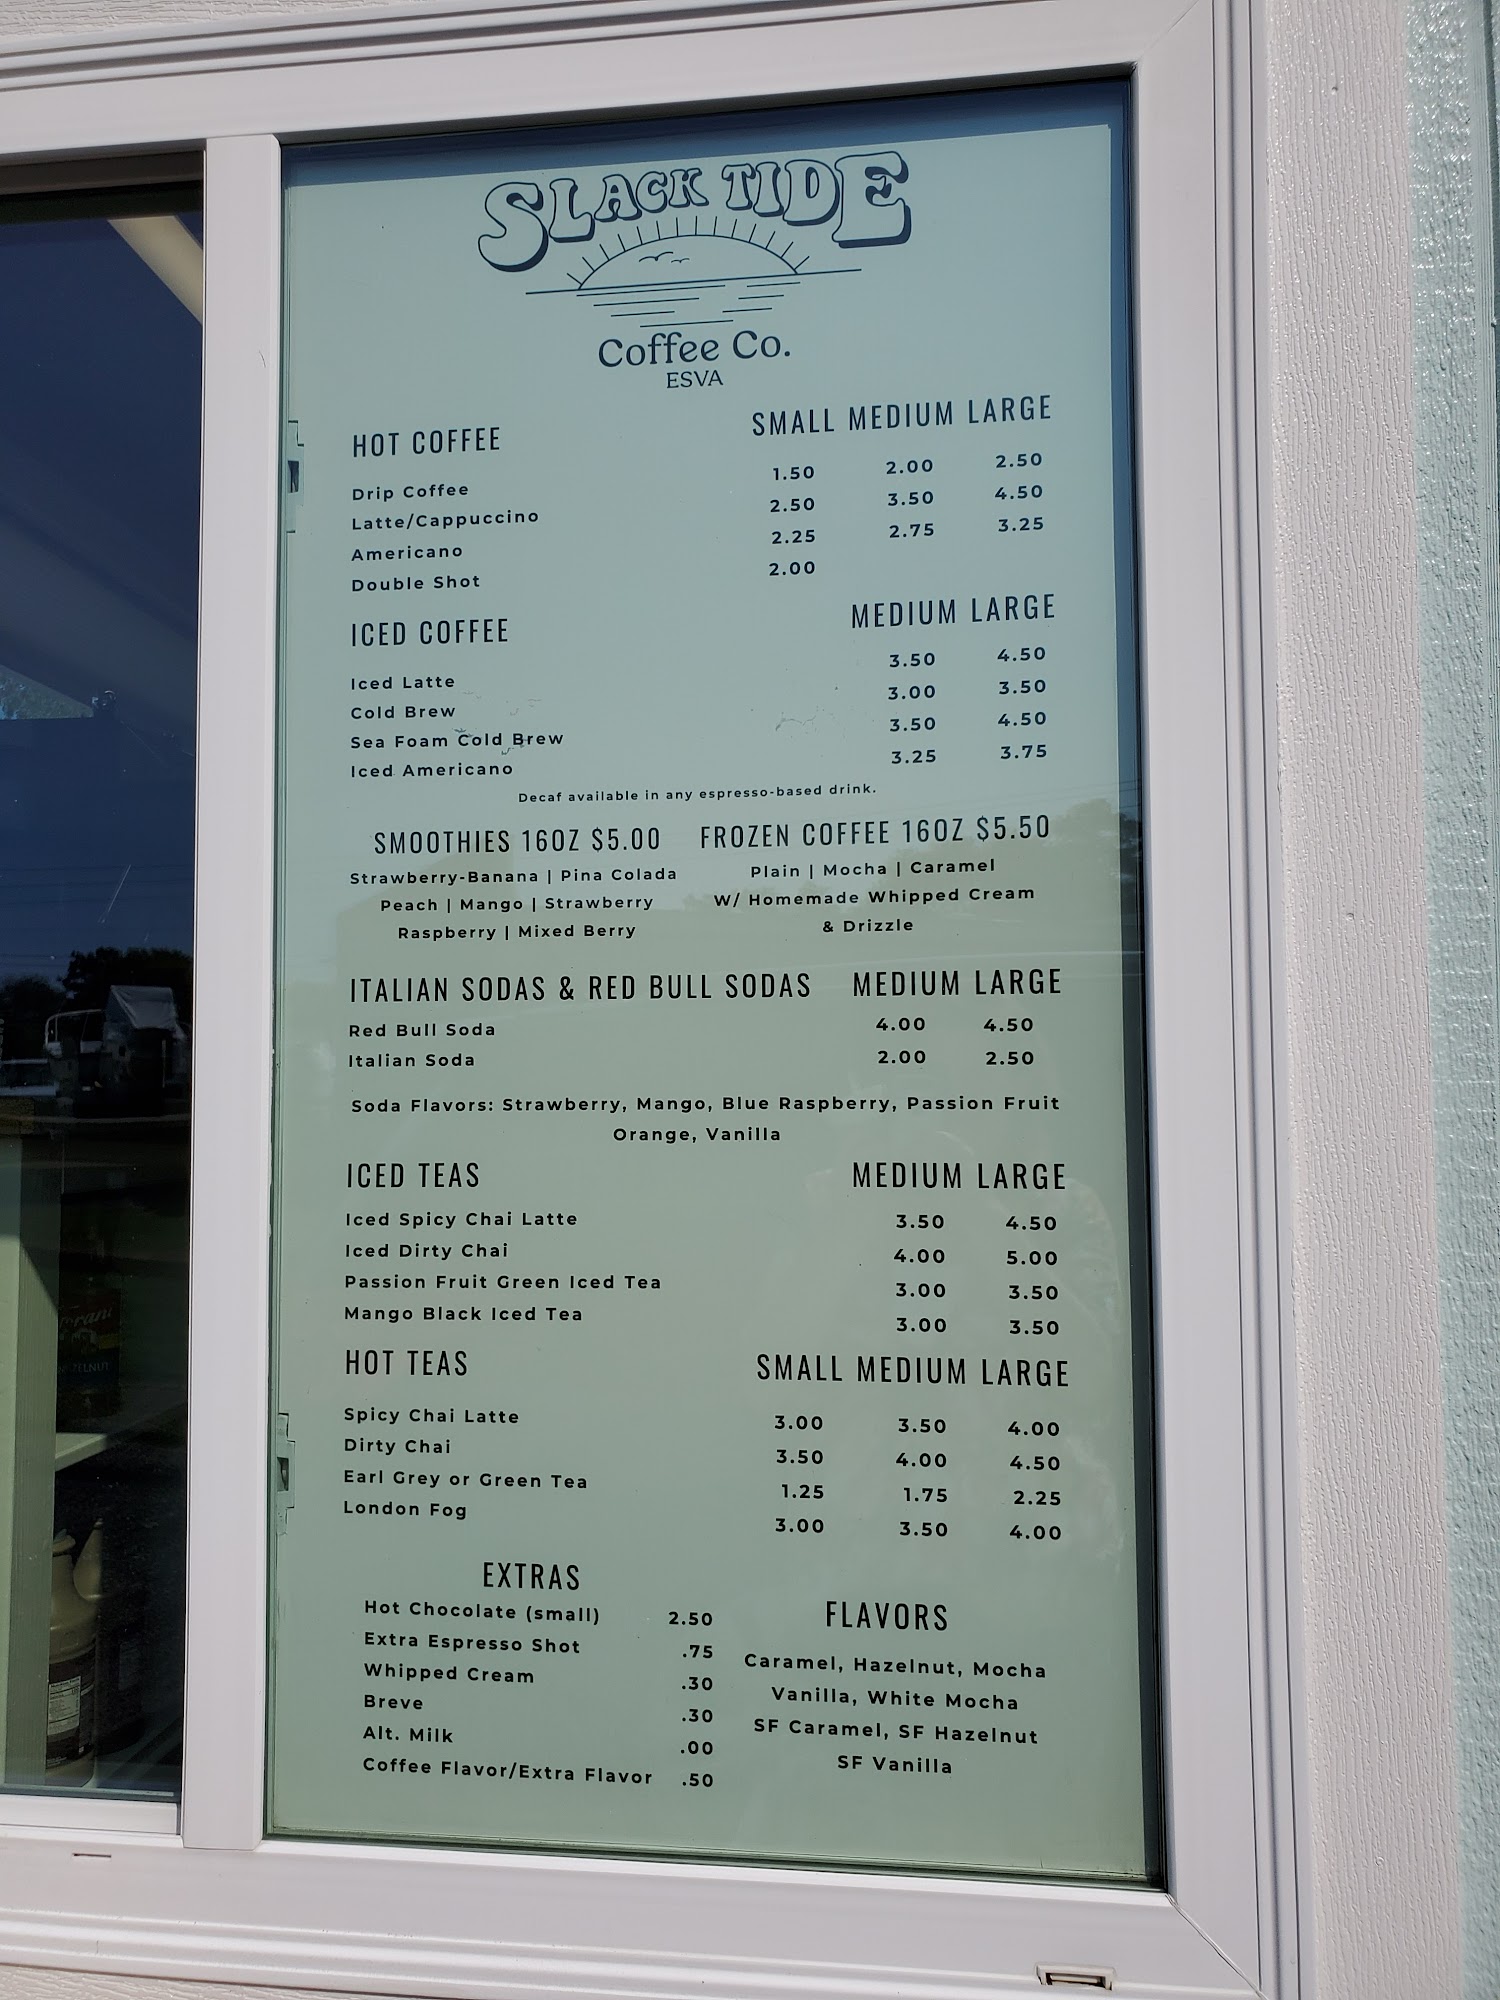 SLACK TIDE
Coffee Co.
ESVA
HOT COFFEE SMALL MEDIUM LARGE
Drip Coffee 1.50 2.00 2.50
Latte/Cappuccino 2.50 3.50 4.50
Americano 2.25 2.75 3.25
Double Shot 2.00
ICED COFFEE MEDIUM LARGE
Iced Latte 3.50 4.50
Cold Brew 3.00 3.50
Sea Foam Cold Brew 3.50 4.50
Iced Americano 3.25 3.75
Decaf available in any espresso-based drink.
SMOOTHIES 16OZ $5.00
Strawberry-Banana | Pina Colada
Peach | Mango | Strawberry
Raspberry | Mixed Berry
FROZEN COFFEE 16OZ $5.50
Plain | Mocha | Caramel
W/ Homemade Whipped Cream
& Drizzle
ITALIAN SODAS & RED BULL SODAS MEDIUM LARGE
Red Bull Soda 4.00 4.50
Italian Soda 2.00 2.50
Soda Flavors: Strawberry, Mango, Blue Raspberry, Passion Fruit
Orange, Vanilla
ICED TEAS MEDIUM LARGE
Iced Spicy Chai Latte 3.50 4.50
Iced Dirty Chai 4.00 5.00
Passion Fruit Green Iced Tea 3.00 3.50
Mango Black Iced Tea 3.00 3.50
HOT TEAS SMALL MEDIUM LARGE
Spicy Chai Latte 3.00 3.50 4.00
Dirty Chai 3.50 4.00 4.50
Earl Grey or Green Tea 1.25 1.75 2.25
London Fog 3.00 3.50 4.00
EXTRAS
Hot Chocolate (small) 2.50
Extra Espresso Shot .75
Whipped Cream .30
Breve .30
Alt. Milk .00
Coffee Flavor/Extra Flavor .50
FLAVORS
Caramel, Hazelnut, Mocha
Vanilla, White Mocha
SF Caramel, SF Hazelnut
SF Vanilla